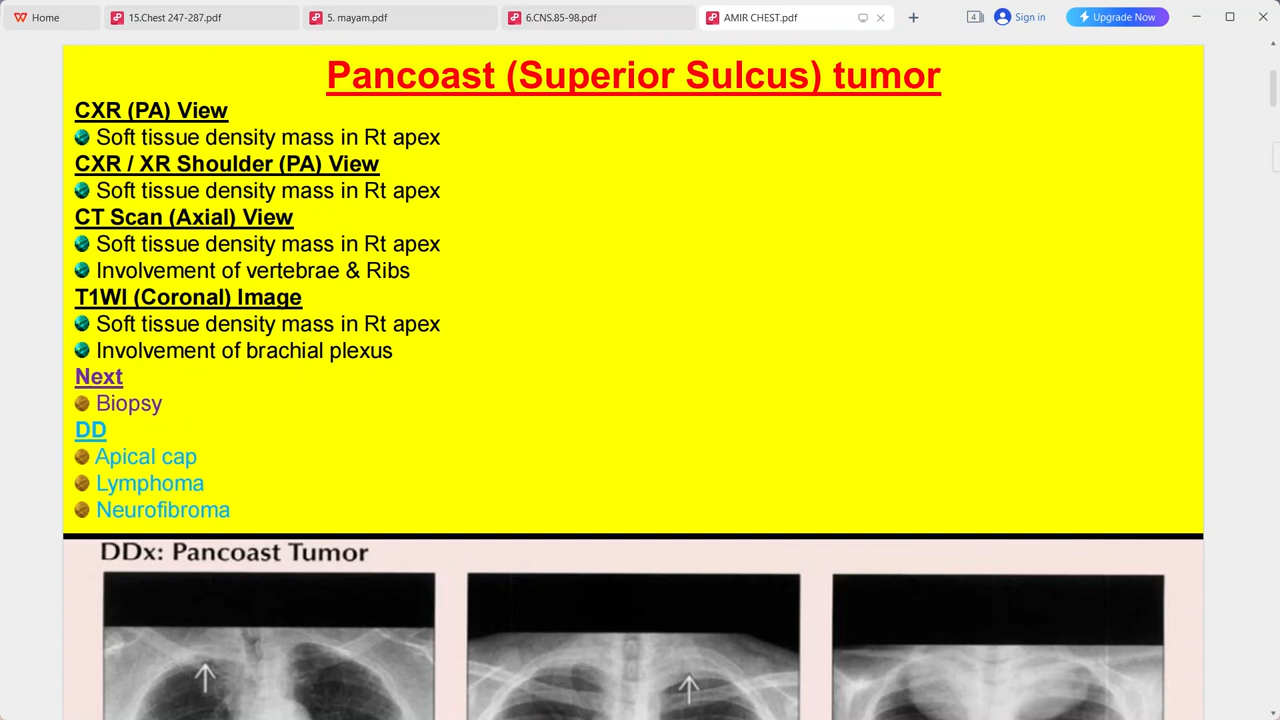 Home
15.Chest 247-287.pdf
5. mayam.pdf
6.CNS.85-98.pdf
AMIR CHEST.pdf
4
Sign in
Upgrade Now
Pancoast (Superior Sulcus) tumor
CXR (PA) View
Soft tissue density mass in Rt apex
CXR / XR Shoulder (PA) View
Soft tissue density mass in Rt apex
CT Scan (Axial) View
Soft tissue density mass in Rt apex
Involvement of vertebrae & Ribs
T1WI (Coronal) Image
Soft tissue density mass in Rt apex
Involvement of brachial plexus
Next
Biopsy
DD
Apical cap
Lymphoma
Neurofibroma
DDx: Pancoast Tumor